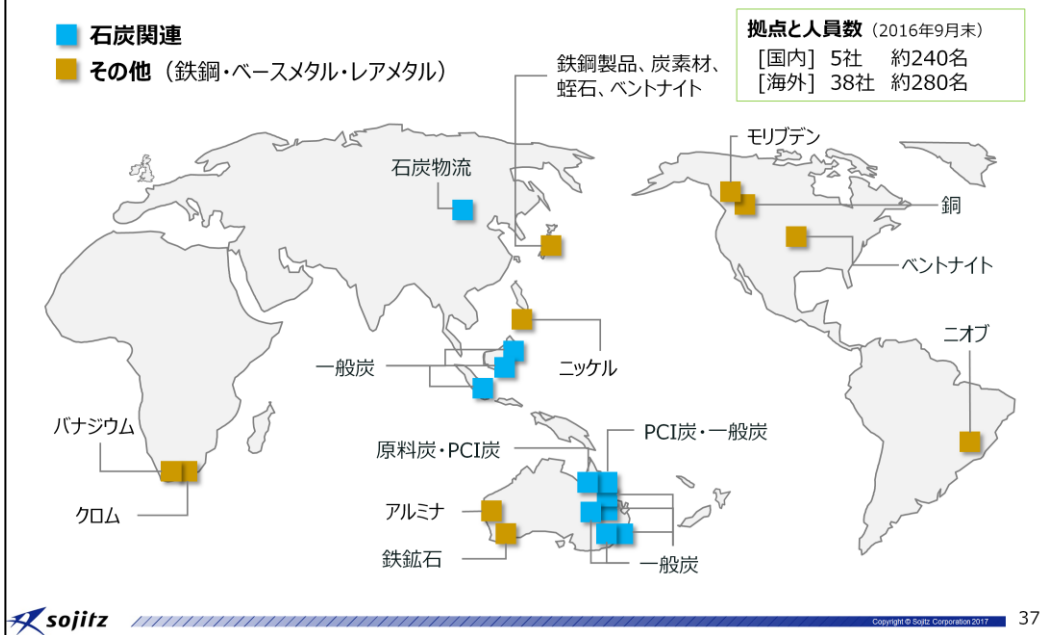 石炭関連
その他（鉄鋼・ベースメタル・レアメタル）
拠点と人員数（2016年9月末）
[国内] 5社 約240名
[海外] 38社 約280名
鉄鋼製品、炭素材、
蛭石、ベントナイト
モリブデン
石炭物流
銅
ベントナイト
ニオブ
一般炭
ニッケル
バナジウム
PCI炭・一般炭
原料炭・PCI炭
アルミナ
クロム
鉄鉱石
一般炭
sojitz
Copyright © Sojitz Corporation 2017
37